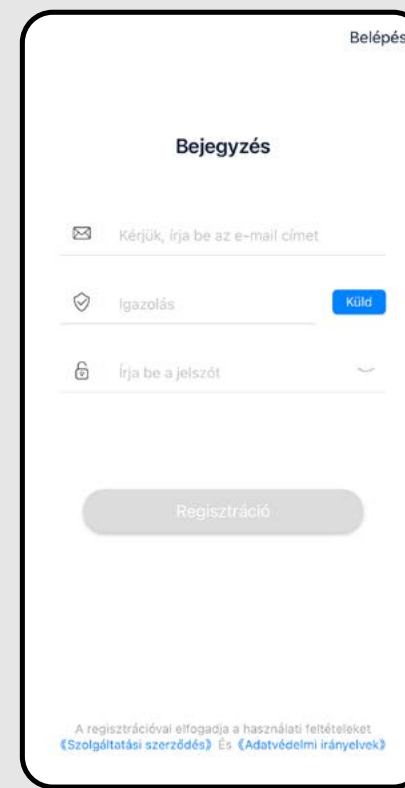 Belépés
Bejegyzés
Kérjük, írja be az e-mail címet
Igazolás
Küld
Írja be a jelszót
Regisztráció
A regisztrációval elfogadja a használati feltételeket
《Szolgáltatási szerződés》 És 《Adatvédelmi irányelvek》